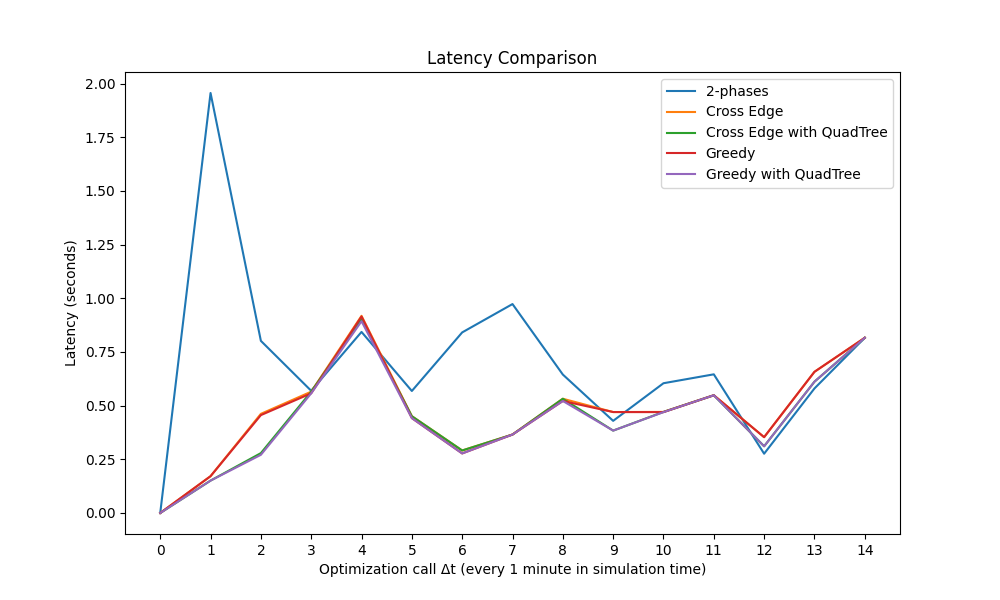 Latency Comparison
2-phases
Cross Edge
Cross Edge with QuadTree
Greedy
Greedy with QuadTree
Latency (seconds)
2.00
1.75
1.50
1.25
1.00
0.75
0.50
0.25
0.00
0 1 2 3 4 5 6 7 8 9 10 11 12 13 14
Optimization call Δt (every 1 minute in simulation time)